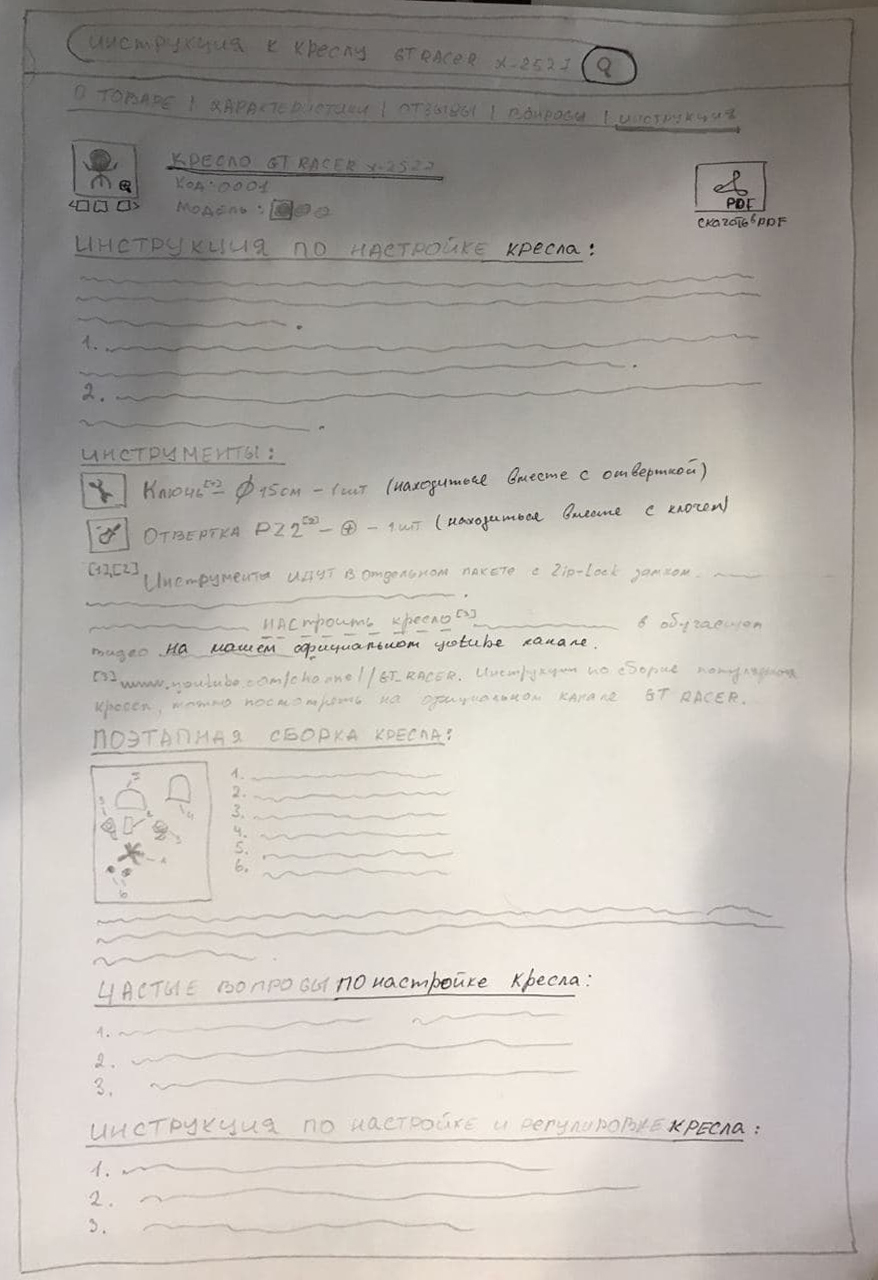 Инструкция к креслу GT RACER X-2527
О ТОВАРЕ | ХАРАКТЕРИСТИКИ | ОТЗЫВЫ | ВОПРОСЫ | ИНСТРУКЦИЯ
КРЕСЛО GT RACER X-2527
КОД: 0001
МОДЕЛЬ:
PDF
СКАЧАТЬ В PDF
ИНСТРУКЦИЯ ПО НАСТРОЙКЕ КРЕСЛА:
1.
2.
ИНСТРУМЕНТЫ:
Ключь[1] – Ø 15см – 1шт (находиться вместе с отверткой)
ОТВЕРТКА PZ2[2] – ⊕ – 1шт (находиться вместе с ключем)
[1],[2] Инструменты идут в отдельном пакете с Zip-Lock замком.
НАСтроить кресло[3] в обучающем
видео на нашем официальном youtube канале.
[3] www.youtube.com/channel/GT_RACER. Инструкции по сборке популярных
кресел, можно посмотреть на официальном канале GT RACER.
ПОЭТАПНАЯ СБОРКА КРЕСЛА:
1.
2.
3.
4.
5.
6.
ЧАСТЫЕ ВОПРОСЫ ПО настройке Кресла:
1.
2.
3.
ИНСТРУКЦИЯ ПО НАСТРОЙКЕ И РЕГУЛИРОВКЕ КРЕСЛА:
1.
2.
3.